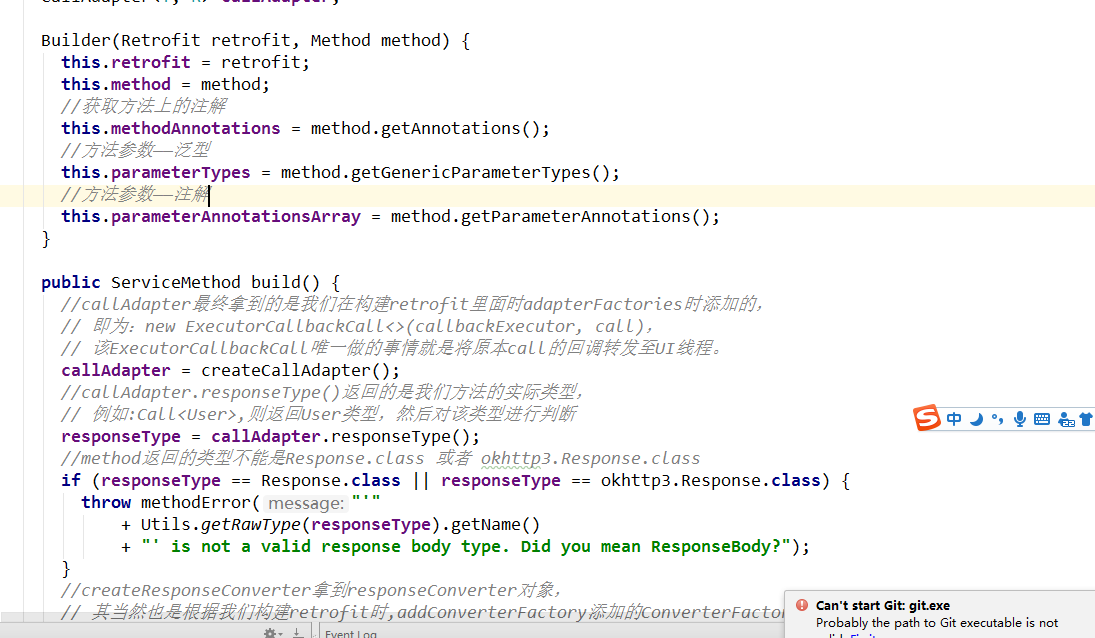 Builder(Retrofit retrofit, Method method) {
this.retrofit = retrofit;
this.method = method;
//获取方法上的注解
this.methodAnnotations = method.getAnnotations();
//方法参数——泛型
this.parameterTypes = method.getGenericParameterTypes();
//方法参数——注解
this.parameterAnnotationsArray = method.getParameterAnnotations();
}
public ServiceMethod build() {
//callAdapter最终拿到的是我们在构建retrofit里面时adapterFactories时添加的,
// 即为: new ExecutorCallbackCall<>(callbackExecutor, call),
// 该ExecutorCallbackCall唯一做的事情就是将原本call的回调转发至UI线程。
callAdapter = createCallAdapter();
//callAdapter.responseType()返回的是我们方法的实际类型,
// 例如:Call<User>,则返回User类型, 然后对该类型进行判断
responseType = callAdapter.responseType();
//method返回的类型不能是Response.class 或者 okhttp3.Response.class
if (responseType == Response.class || responseType == okhttp3.Response.class) {
throw methodError( message: "'"
+ Utils.getRawType(responseType).getName()
+ "' is not a valid response body type. Did you mean ResponseBody?");
}
//createResponseConverter拿到responseConverter对象,
// 其当然也是根据我们构建retrofit时,addConverterFactory添加的ConverterFactor
中
Can't start Git: git.exe
Probably the path to Git executable is not
Event Log